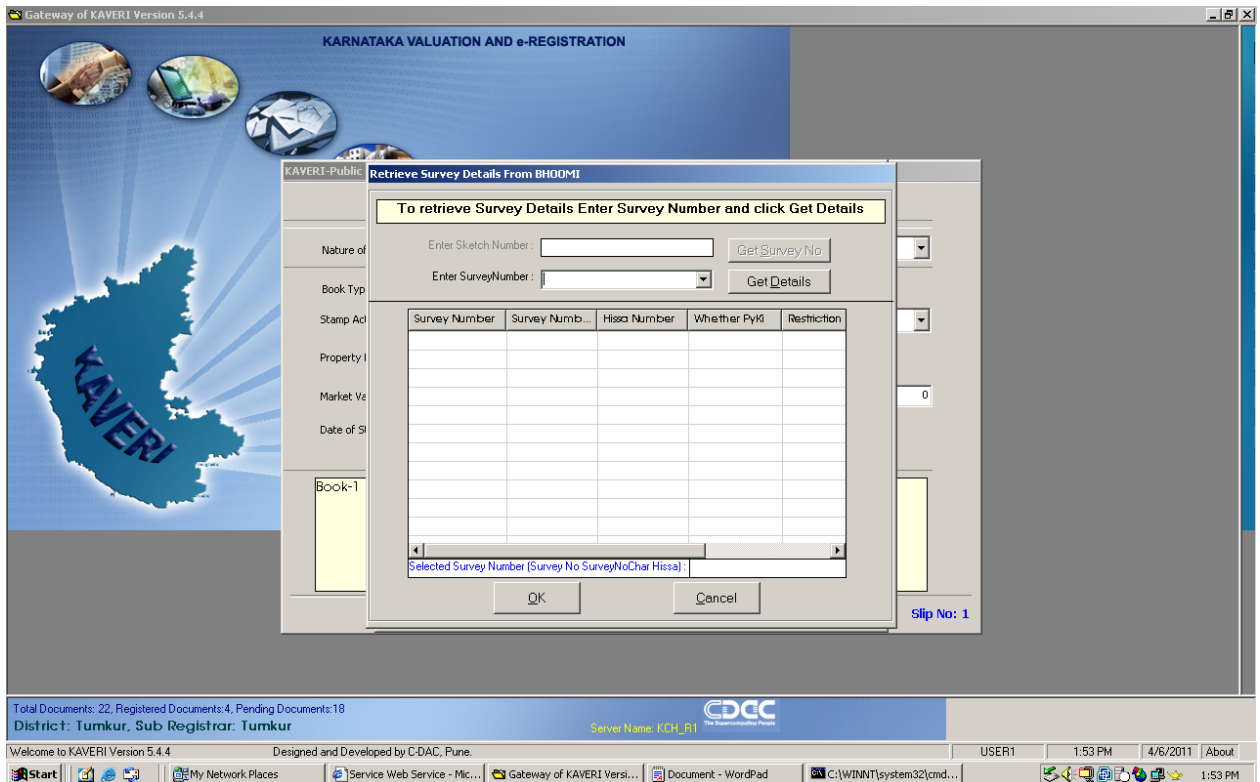 Gateway of KAVERI Version 5.4.4
KARNATAKA VALUATION AND e-REGISTRATION
KAVERI
KAVERI-Public
Retrieve Survey Details From BHOOMI
To retrieve Survey Details Enter Survey Number and click Get Details
Enter Sketch Number :
Get Survey No
Enter SurveyNumber :
Get Details
Nature of
Book Typ
Stamp Act
Property
Market Va
0
Date of
Survey Number Survey Numb... Hissa Number Whether PyKi Restriction
Book-1
Selected Survey Number (Survey No SurveyNoChar Hissa) :
OK Cancel
Slip No: 1
Total Documents: 22, Registered Documents:4, Pending Documents:18
District: Tumkur, Sub Registrar: Tumkur
Server Name: KCH_R1
CDAC
The Supercomputing People
Welcome to KAVERI Version 5.4.4 Designed and Developed by C-DAC, Pune. USER1 1:53 PM 4/6/2011 About
Start My Network Places Service Web Service - Mic... Gateway of KAVERI Versi... Document - WordPad C:\WINNT\system32\cmd... 1:53 PM